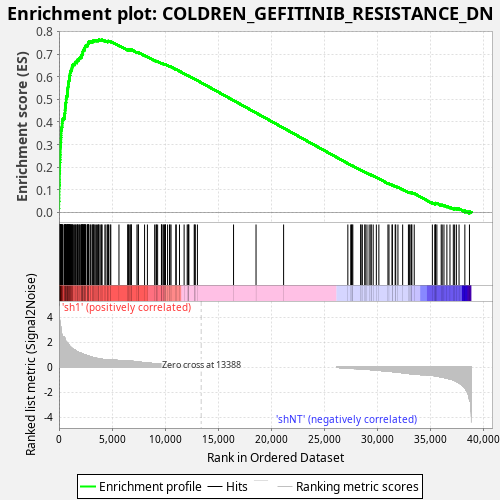 Enrichment plot: COLDREN_GEFITINIB_RESISTANCE_DN
Enrichment score (ES)
0.8
0.7
0.6
0.5
0.4
0.3
0.2
0.1
0.0
Ranked list metric (Signal2Noise)
4
2
0
-2
-4
'sh1' (positively correlated)
Zero cross at 13388
'shNT' (negatively correlated)
0
5,000
10,000
15,000
20,000
25,000
30,000
35,000
40,000
Rank in Ordered Dataset
Enrichment profile
Hits
Ranking metric scores